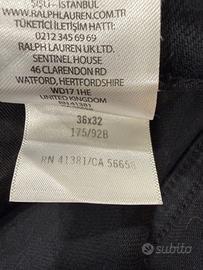 ŞİŞLİ - İSTANBUL
WWW.RALPHLAUREN.COM.TR
TÜKETİCİ İLETİŞİM HATTI :
0212 345 69 69
RALPH LAUREN UK LTD.
SENTINEL HOUSE
46 CLARENDON RD
WATFORD, HERTFORDSHIRE
WD17 1HE
UNITED KINGDOM
RN 41381
36x32
175/92B
RN 41381/CA 56658
subito